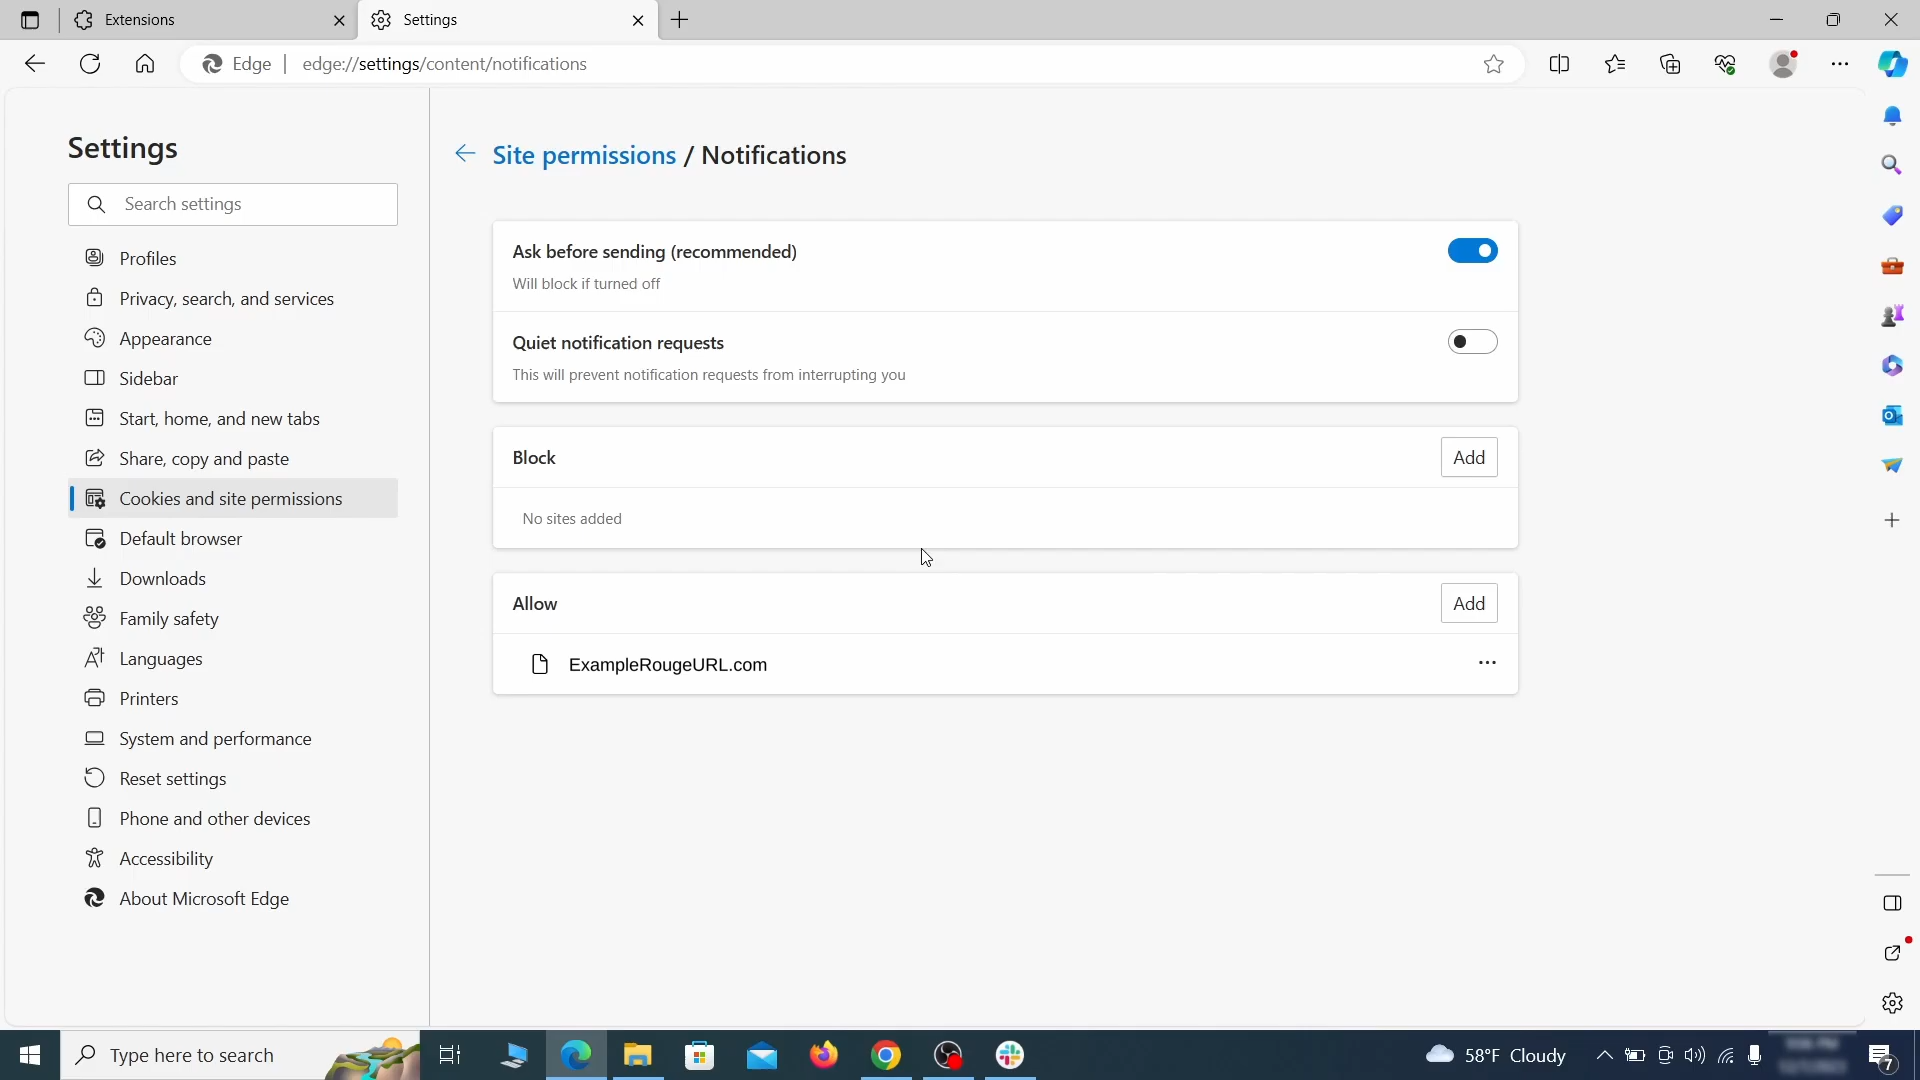 Extensions
Settings
Edge
edge://settings/content/notifications
Settings
Search settings
Profiles
Privacy, search, and services
Appearance
Sidebar
Start, home, and new tabs
Share, copy and paste
Cookies and site permissions
Default browser
Downloads
Family safety
Languages
Printers
System and performance
Reset settings
Phone and other devices
Accessibility
About Microsoft Edge
Site permissions / Notifications
Ask before sending (recommended)
Will block if turned off
Quiet notification requests
This will prevent notification requests from interrupting you
Block
Add
No sites added
Allow
Add
ExampleRougeURL.com
Type here to search
58°F Cloudy
7